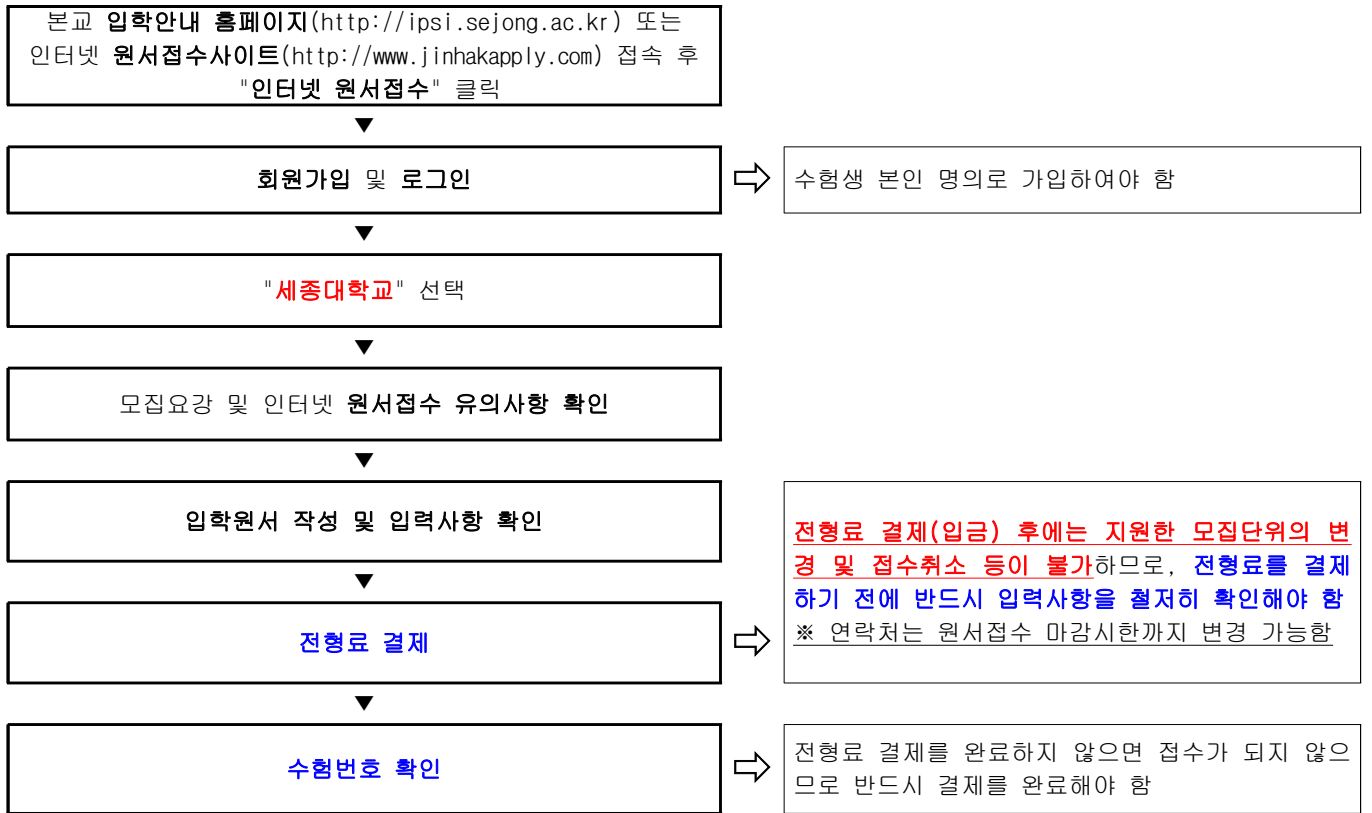 본교 입학안내 홈페이지(http://ipsi.sejong.ac.kr) 또는
인터넷 원서접수사이트(http://www.jinhakapply.com) 접속 후
"인터넷 원서접수" 클릭
▼
회원가입 및 로그인
수험생 본인 명의로 가입하여야 함
▼
"세종대학교" 선택
▼
모집요강 및 인터넷 원서접수 유의사항 확인
▼
입학원서 작성 및 입력사항 확인
▼
전형료 결제
전형료 결제(입금) 후에는 지원한 모집단위의 변
경 및 접수취소 등이 불가하므로, 전형료를 결제
하기 전에 반드시 입력사항을 철저히 확인해야 함
※ 연락처는 원서접수 마감시한까지 변경 가능함
▼
수험번호 확인
전형료 결제를 완료하지 않으면 접수가 되지 않으
므로 반드시 결제를 완료해야 함